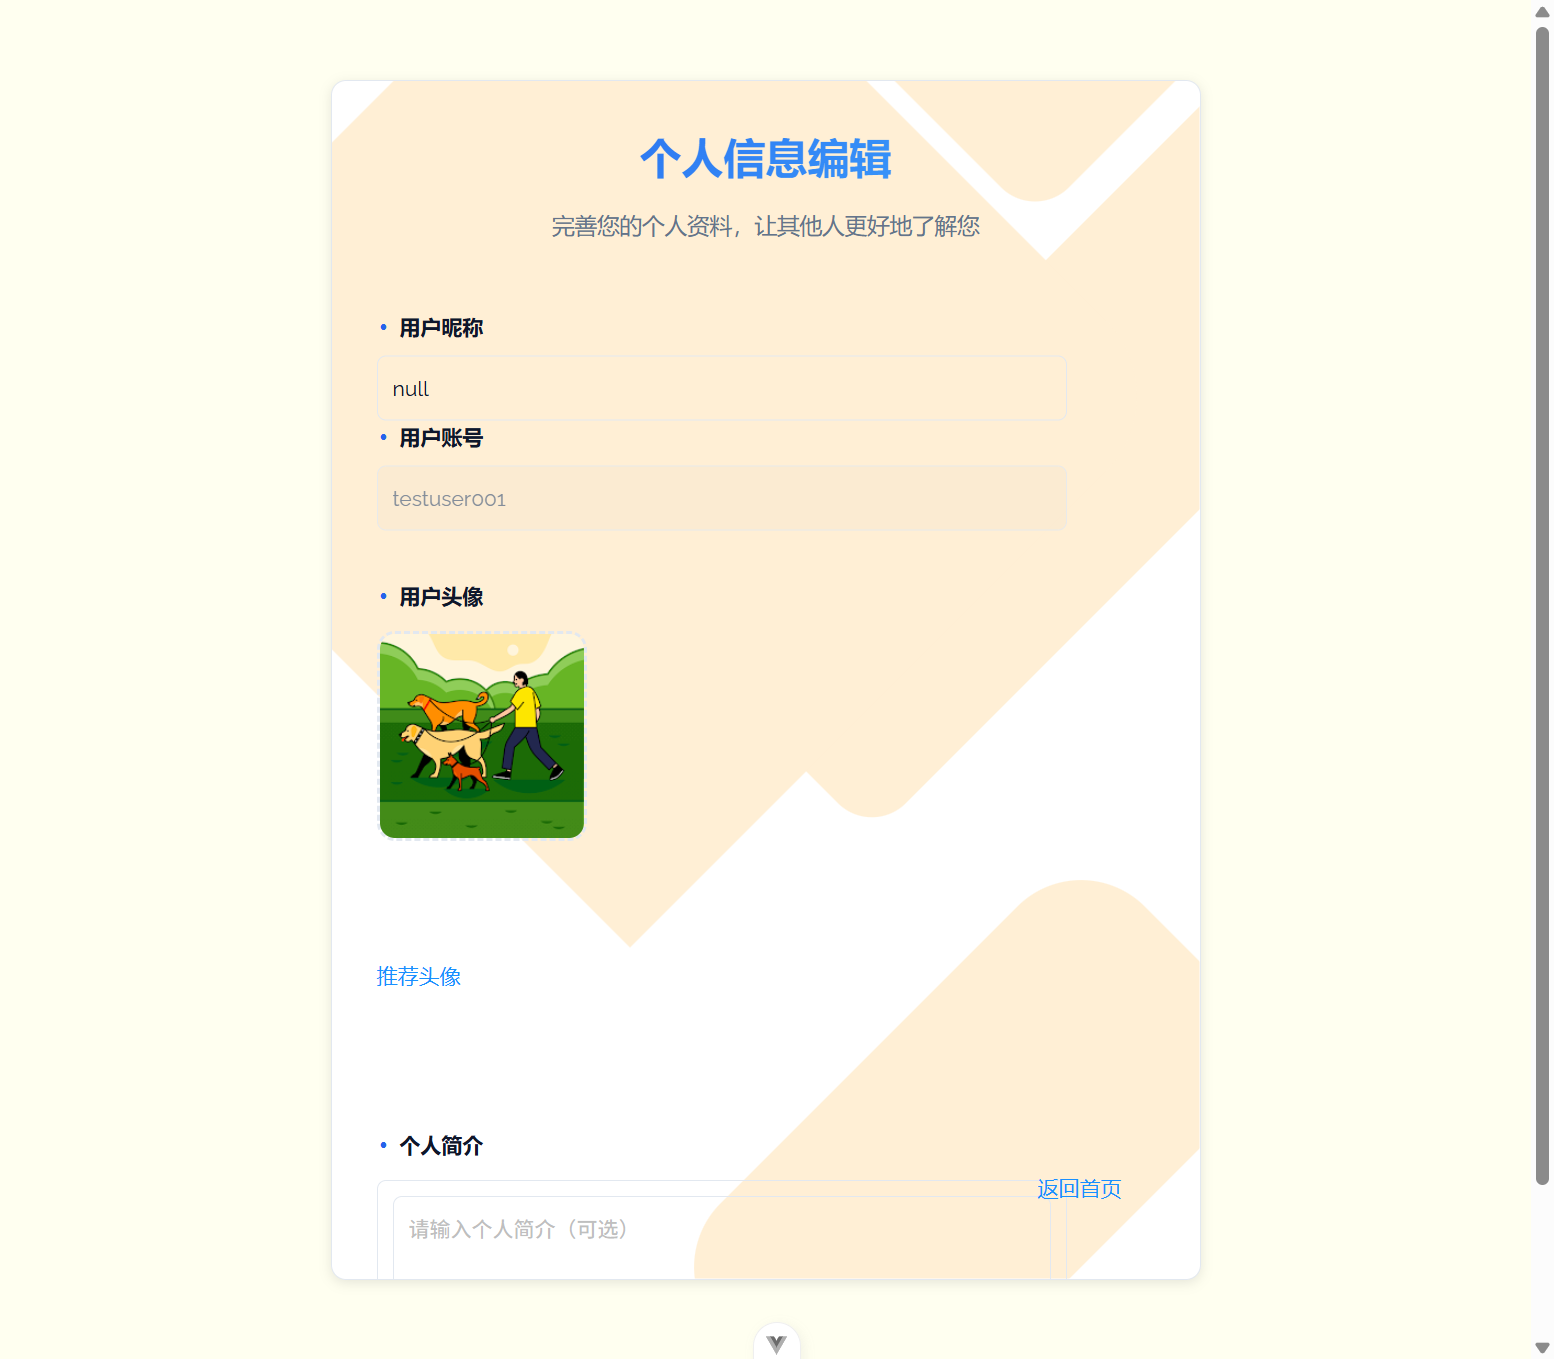 个人信息编辑
完善您的个人资料，让其他人更好地了解您
• 用户昵称
null
• 用户账号
testuser001
• 用户头像
推荐头像
• 个人简介
返回首页
请输入个人简介（可选）